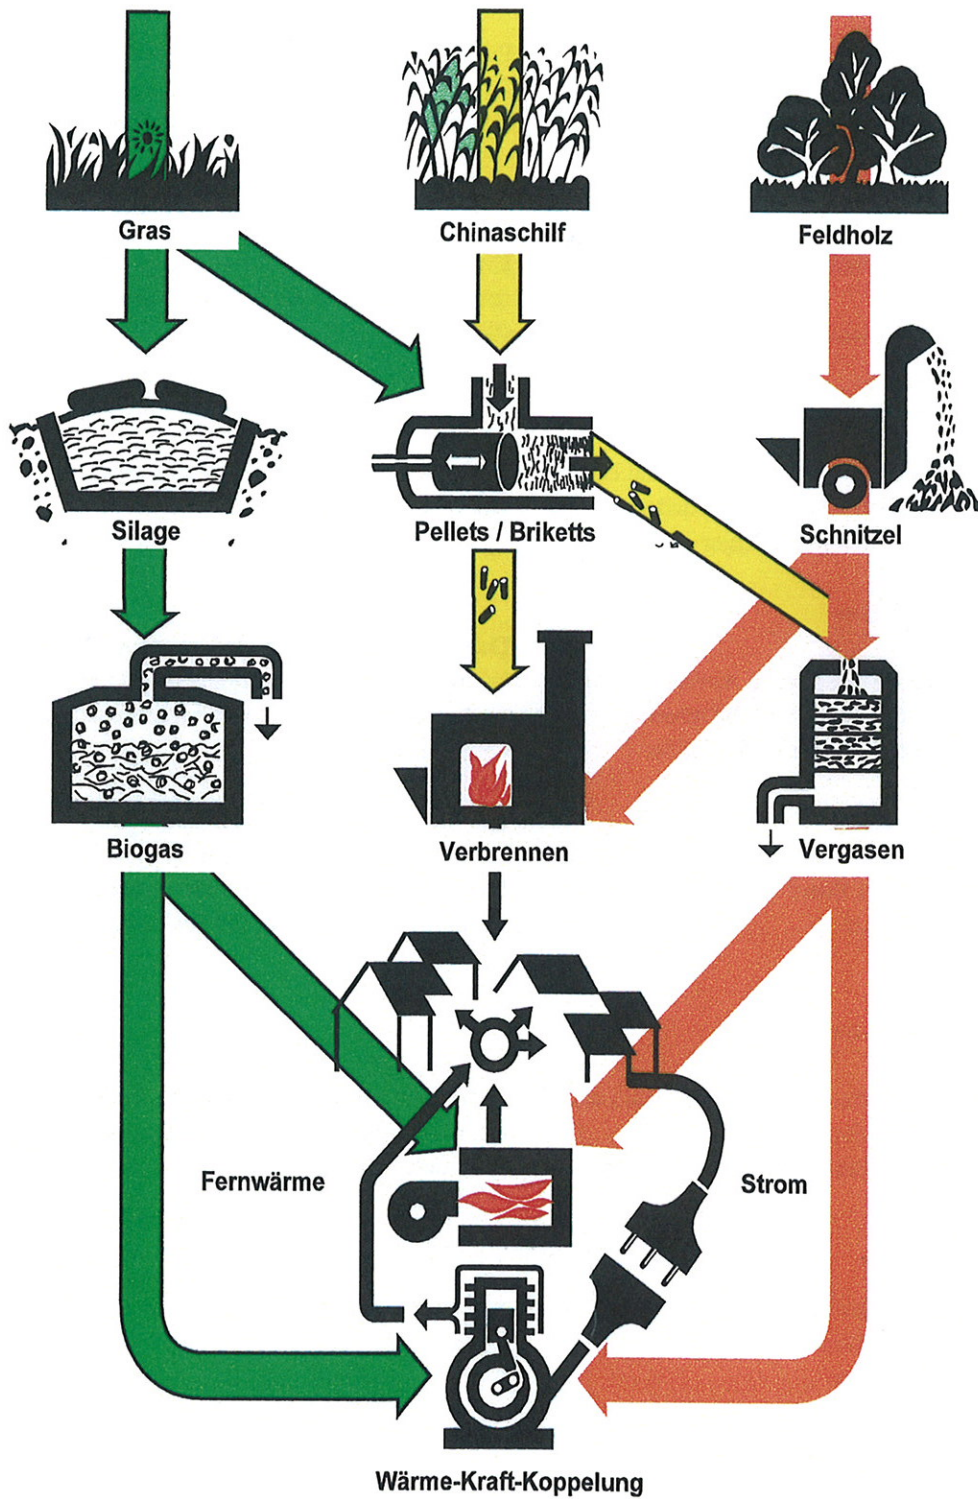 Gras
Chinaschilf
Feldholz
Silage
Pellets / Briketts
Schnitzel
Biogas
Verbrennen
Vergasen
Fernwärme
Strom
Wärme-Kraft-Koppelung